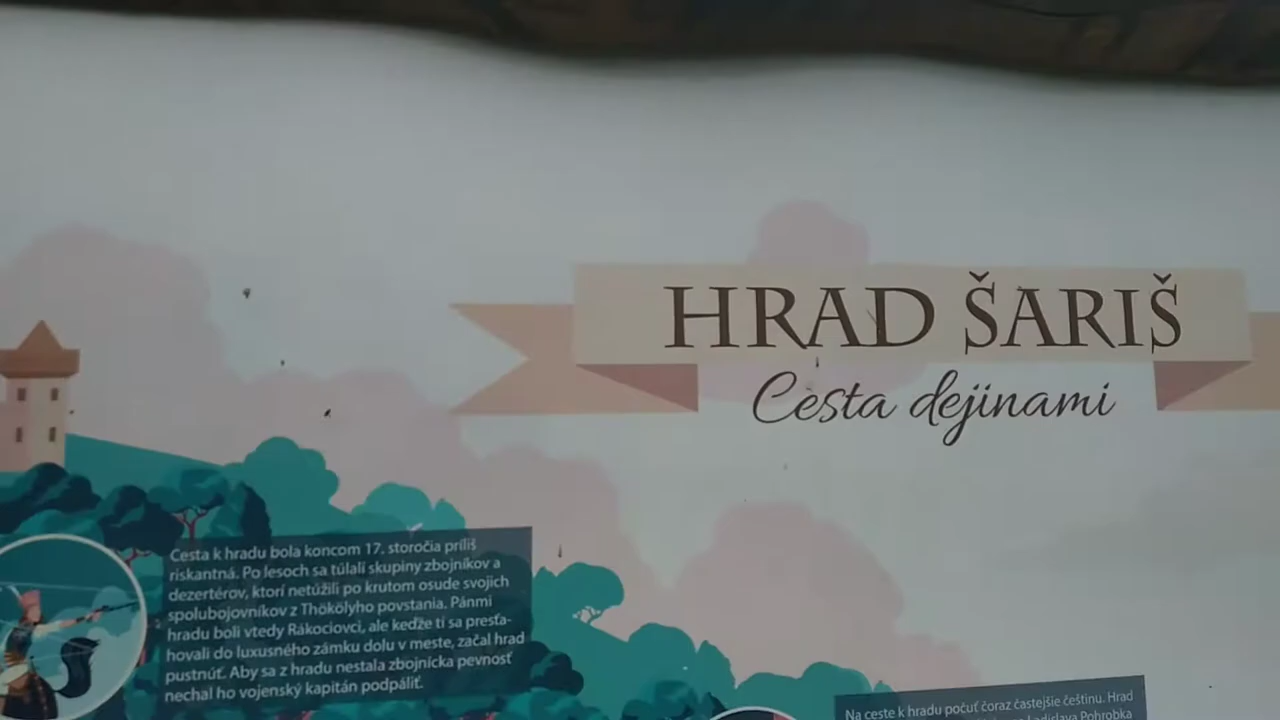 HRAD ŠARIŠ
Cesta dejinami
Cesta k hradu bola koncom 17. storočia príliš
riskantná. Po lesoch sa túlali skupiny zbojníkov a
dezertérov, ktorí netúžili po krutom osude svojich
spolubojovníkov z Thökölyho povstania. Pánmi
hradu boli vtedy Rákociovci, ale keďže tí sa presťa-
hovali do luxusného zámku dolu v meste, začal hrad
pustnúť. Aby sa z hradu nestala zbojnícka pevnosť
nechal ho vojenský kapitán podpáliť.
Na ceste k hradu počuť čoraz častejšie češtinu. Hrad
Ladislava Pohrobka